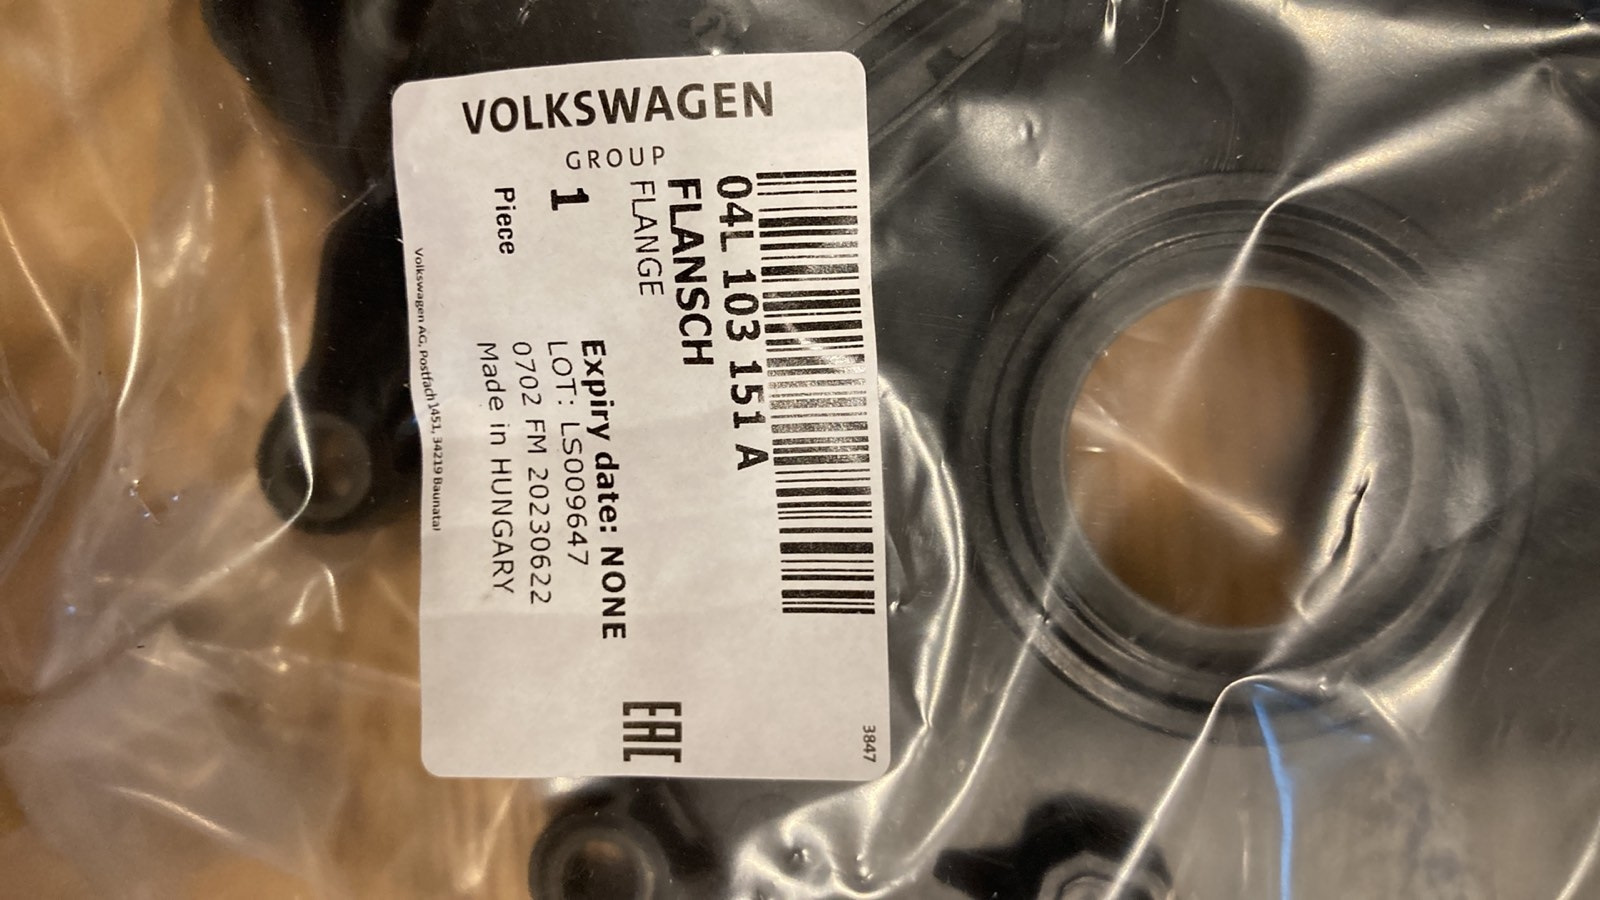 VOLKSWAGEN
GROUP
04L 103 151 A
FLANSCH
FLANGE
1
Piece
Expiry date: NONE
LOT: LS009647
0702 FM 20230622
Made in HUNGARY
Volkswagen AG, Postfach 1451, 34219 Baunatal
EAC
3847